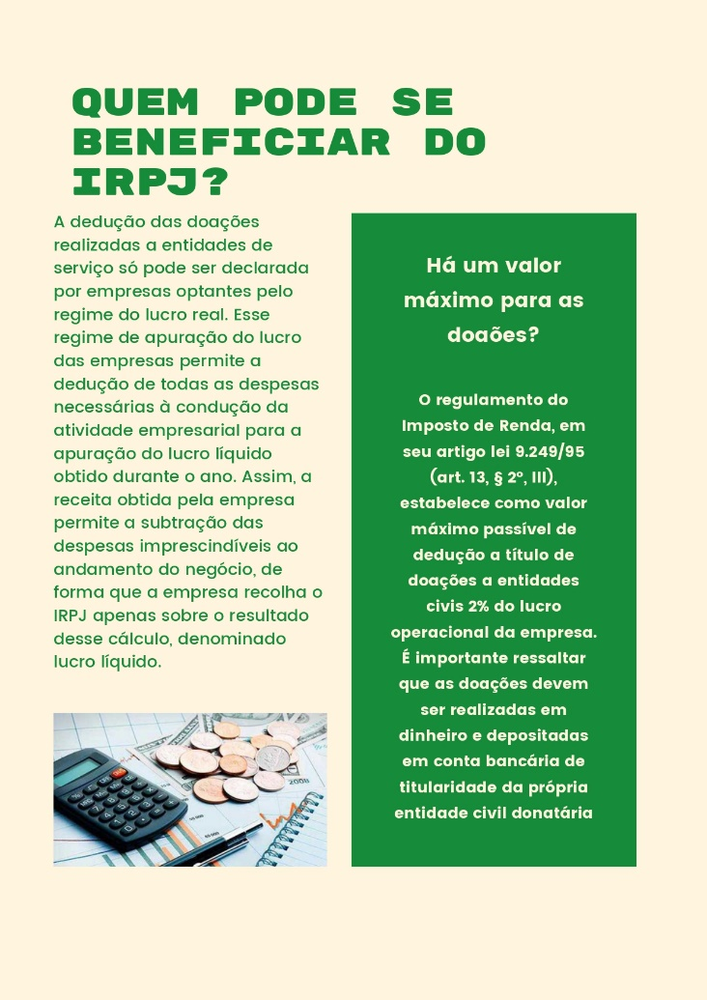 QUEM PODE SE
BENEFICIAR DO
IRPJ?
A dedução das doações
realizadas a entidades de
serviço só pode ser declarada
por empresas optantes pelo
regime do lucro real. Esse
regime de apuração do lucro
das empresas permite a
dedução de todas as despesas
necessárias à condução da
atividade empresarial para a
apuração do lucro líquido
obtido durante o ano. Assim, a
receita obtida pela empresa
permite a subtração das
despesas imprescindíveis ao
andamento do negócio, de
forma que a empresa recolha o
IRPJ apenas sobre o resultado
desse cálculo, denominado
lucro líquido.
Há um valor
máximo para as
doaões?
O regulamento do
Imposto de Renda, em
seu artigo lei 9.249/95
(art. 13, § 2º, III),
estabelece como valor
máximo passível de
dedução a título de
doações a entidades
civis 2% do lucro
operacional da empresa.
É importante ressaltar
que as doações devem
ser realizadas em
dinheiro e depositadas
em conta bancária de
titularidade da própria
entidade civil donatária